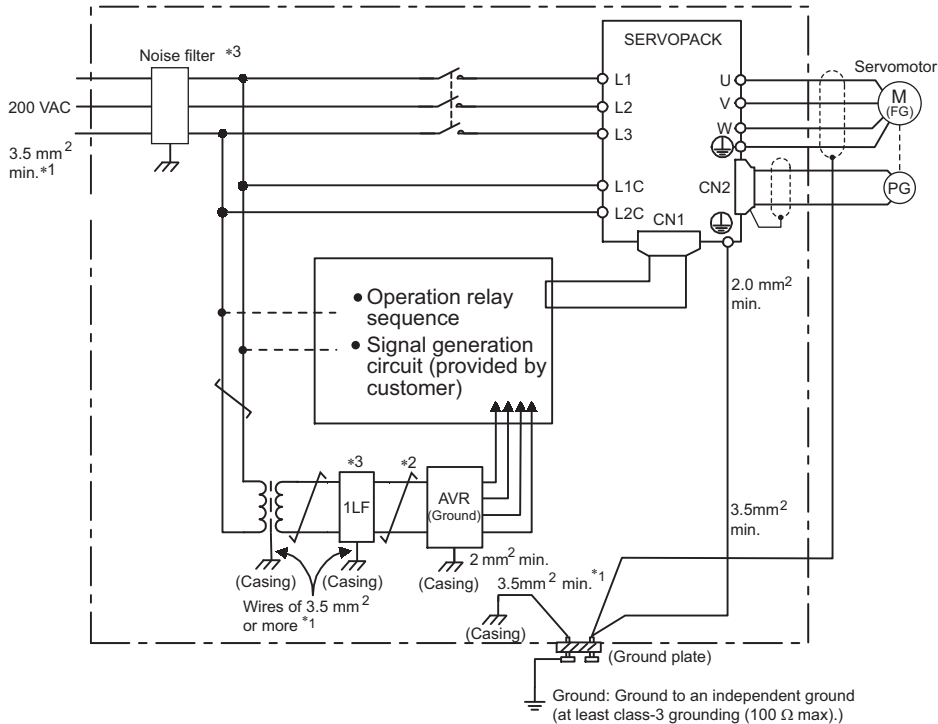 Noise filter *3
200 VAC
3.5 mm2
min.*1
SERVOPACK
L1
L2
L3
L1C
L2C
U
V
W
CN2
CN1
Servomotor
M
(FG)
PG
• Operation relay
sequence
• Signal generation
circuit (provided by
customer)
2.0 mm2
min.
*3
1LF
*2
AVR
(Ground)
2 mm2 min.
3.5mm2
min.
(Casing)
(Casing)
(Casing)
Wires of 3.5 mm2
or more *1
3.5mm2 min.*1
(Casing)
(Ground plate)
Ground: Ground to an independent ground
(at least class-3 grounding (100 Ω max).)